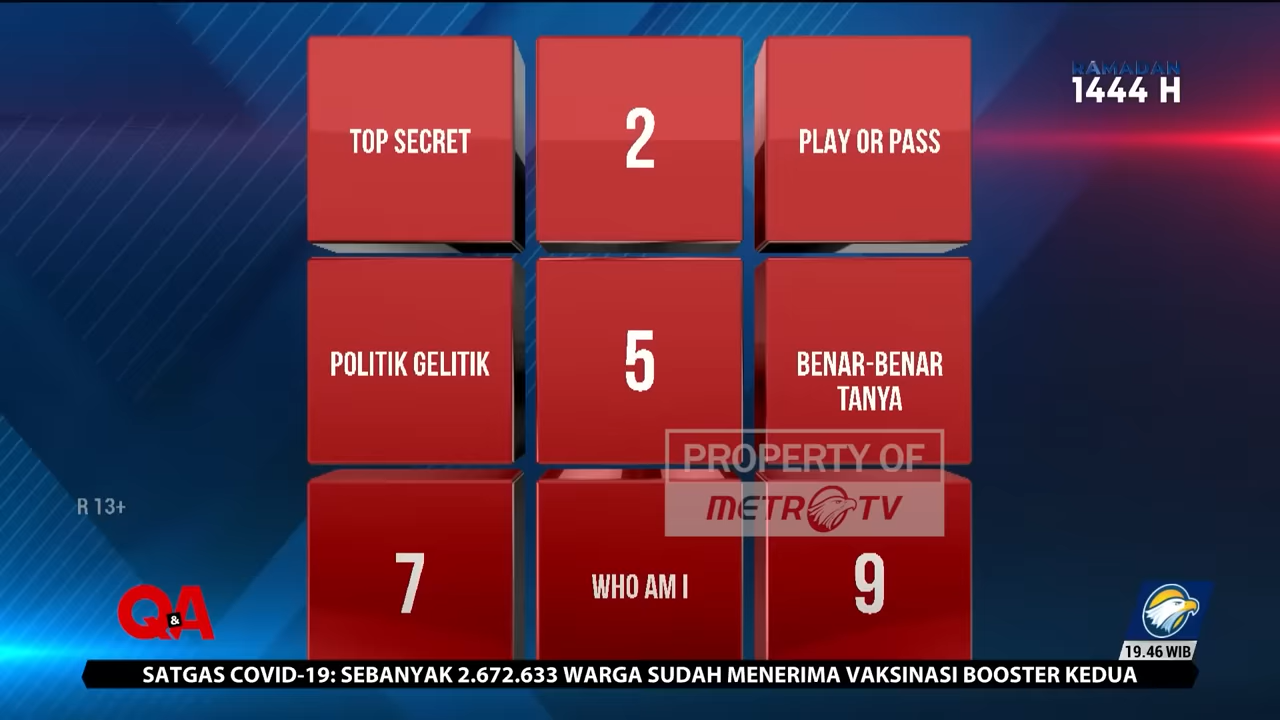 RAMADAN
1444 H
TOP SECRET
2
PLAY OR PASS
POLITIK GELITIK
5
BENAR-BENAR
TANYA
PROPERTY OF
METRO TV
R 13+
7
WHO AM I
9
Q&A
19.46 WIB
SATGAS COVID-19: SEBANYAK 2.672.633 WARGA SUDAH MENERIMA VAKSINASI BOOSTER KEDUA